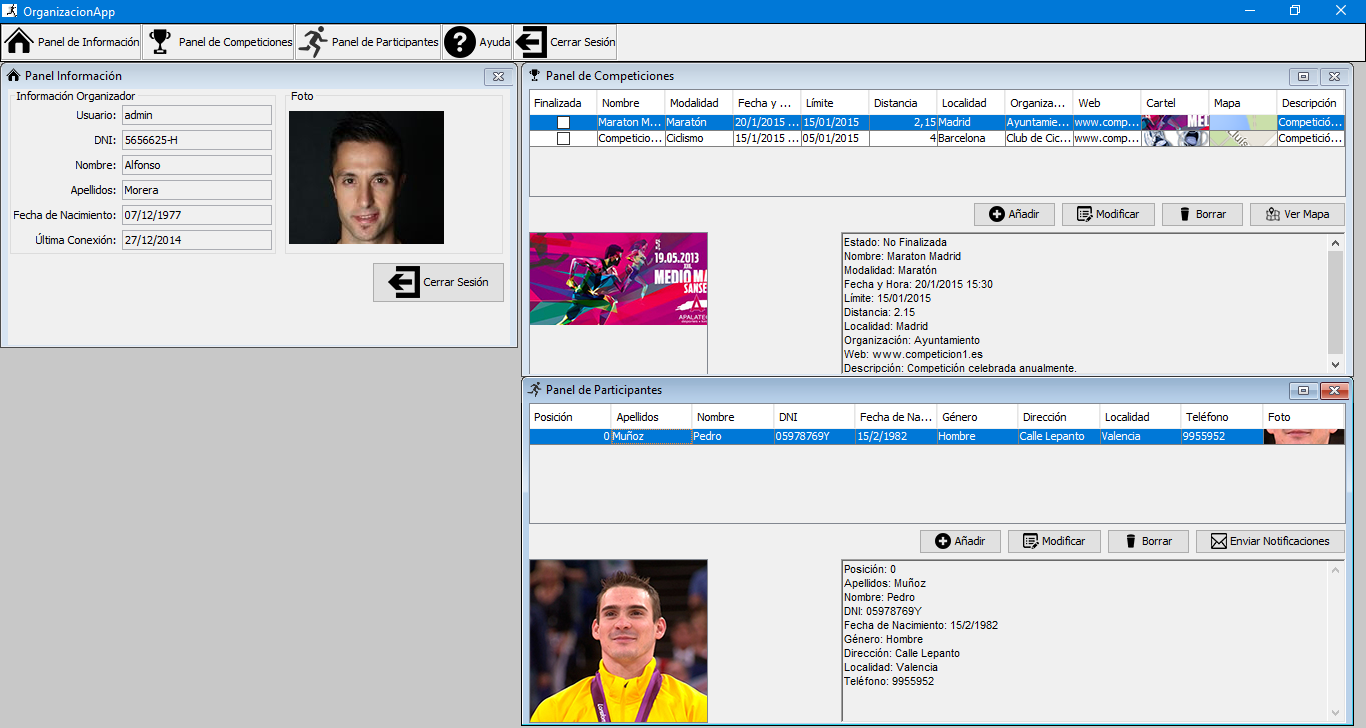 OrganizacionApp
Panel de Información Panel de Competiciones Panel de Participantes Ayuda Cerrar Sesión
Panel Información
Información Organizador
Usuario: admin
DNI: 5656625-H
Nombre: Alfonso
Apellidos: Morera
Fecha de Nacimiento: 07/12/1977
Última Conexión: 27/12/2014
Foto
Cerrar Sesión
Panel de Competiciones
Finalizada Nombre Modalidad Fecha y ... Límite Distancia Localidad Organiza... Web Cartel Mapa Descripción
Maraton M... Maratón 20/1/2015 ... 15/01/2015 2,15 Madrid Ayuntamie... www.comp... Competició...
Competicio... Ciclismo 15/1/2015 ... 05/01/2015 4 Barcelona Club de Cic... www.comp... Competició...
Añadir Modificar Borrar Ver Mapa
19.05.2013
XXI.
MEDIO MA
SANSE
APALATE
Estado: No Finalizada
Nombre: Maraton Madrid
Modalidad: Maratón
Fecha y Hora: 20/1/2015 15:30
Límite: 15/01/2015
Distancia: 2.15
Localidad: Madrid
Organización: Ayuntamiento
Web: www.competicion1.es
Descripción: Competición celebrada anualmente.
Panel de Participantes
Posición Apellidos Nombre DNI Fecha de Na... Género Dirección Localidad Teléfono Foto
0 Muñoz Pedro 05978769Y 15/2/1982 Hombre Calle Lepanto Valencia 9955952
Añadir Modificar Borrar Enviar Notificaciones
Posición: 0
Apellidos: Muñoz
Nombre: Pedro
DNI: 05978769Y
Fecha de Nacimiento: 15/2/1982
Género: Hombre
Dirección: Calle Lepanto
Localidad: Valencia
Teléfono: 9955952